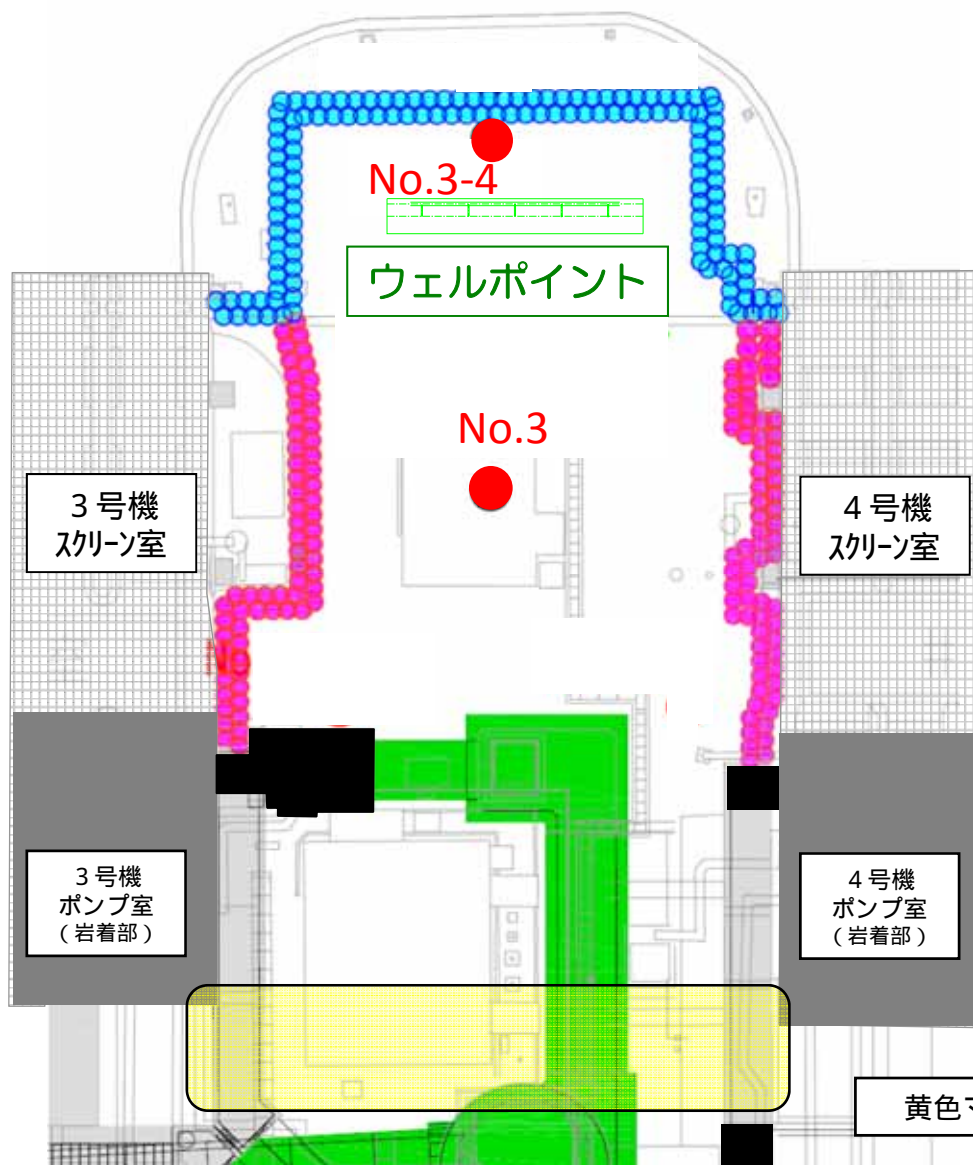 No.3-4
ウェルポイント
No.3
３号機
スクリーン室
４号機
スクリーン室
３号機
ポンプ室
（岩着部）
４号機
ポンプ室
（岩着部）
黄色